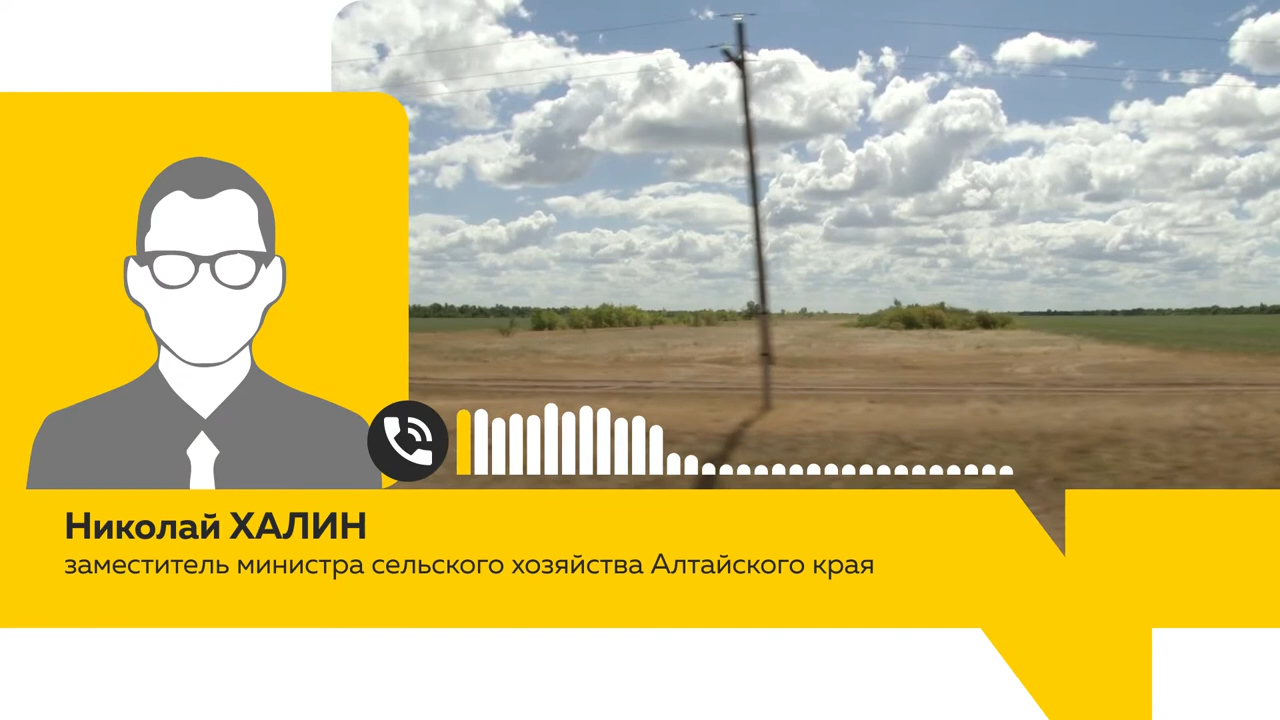 Николай ХАЛИН
заместитель министра сельского хозяйства Алтайского края